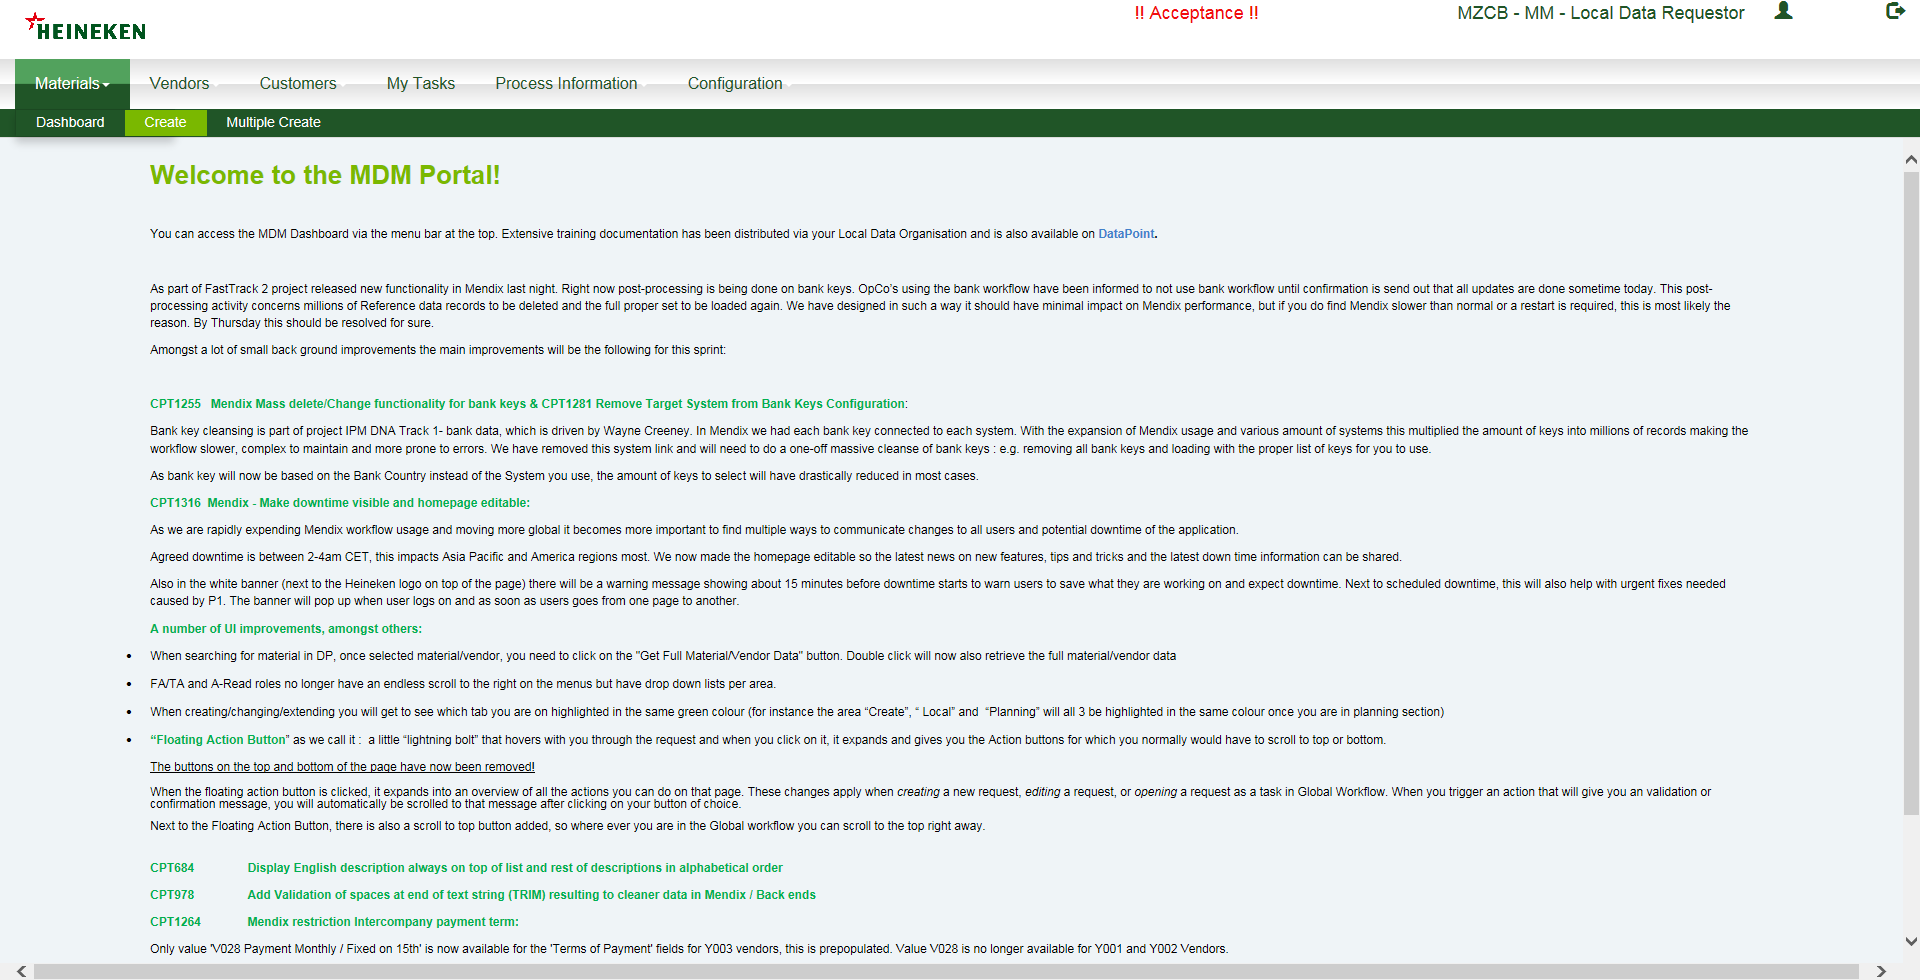 HEINEKEN
!! Acceptance !!
MZCB - MM - Local Data Requestor
Materials
Vendors
Customers
My Tasks
Process Information
Configuration
Dashboard
Create
Multiple Create
Welcome to the MDM Portal!
You can access the MDM Dashboard via the menu bar at the top. Extensive training documentation has been distributed via your Local Data Organisation and is also available on DataPoint.
As part of FastTrack 2 project released new functionality in Mendix last night. Right now post-processing is being done on bank keys. OpCo's using the bank workflow have been informed to not use bank workflow until confirmation is send out that all updates are done sometime today. This post-
processing activity concerns millions of Reference data records to be deleted and the full proper set to be loaded again. We have designed in such a way it should have minimal impact on Mendix performance, but if you do find Mendix slower than normal or a restart is required, this is most likely the
reason. By Thursday this should be resolved for sure.
Amongst a lot of small back ground improvements the main improvements will be the following for this sprint:
CPT1255 Mendix Mass delete/Change functionality for bank keys & CPT1281 Remove Target System from Bank Keys Configuration:
Bank key cleansing is part of project IPM DNA Track 1- bank data, which is driven by Wayne Creeney. In Mendix we had each bank key connected to each system. With the expansion of Mendix usage and various amount of systems this multiplied the amount of keys into millions of records making the
workflow slower, complex to maintain and more prone to errors. We have removed this system link and will need to do a one-off massive cleanse of bank keys : e.g. removing all bank keys and loading with the proper list of keys for you to use.
As bank key will now be based on the Bank Country instead of the System you use, the amount of keys to select will have drastically reduced in most cases.
CPT1316 Mendix - Make downtime visible and homepage editable:
As we are rapidly expending Mendix workflow usage and moving more global it becomes more important to find multiple ways to communicate changes to all users and potential downtime of the application.
Agreed downtime is between 2-4am CET, this impacts Asia Pacific and America regions most. We now made the homepage editable so the latest news on new features, tips and tricks and the latest down time information can be shared.
Also in the white banner (next to the Heineken logo on top of the page) there will be a warning message showing about 15 minutes before downtime starts to warn users to save what they are working on and expect downtime. Next to scheduled downtime, this will also help with urgent fixes needed
caused by P1. The banner will pop up when user logs on and as soon as users goes from one page to another.
A number of UI improvements, amongst others:
• When searching for material in DP, once selected material/vendor, you need to click on the "Get Full Material/Vendor Data" button. Double click will now also retrieve the full material/vendor data
• FA/TA and A-Read roles no longer have an endless scroll to the right on the menus but have drop down lists per area.
• When creating/changing/extending you will get to see which tab you are on highlighted in the same green colour (for instance the area “Create”, “ Local” and “Planning” will all 3 be highlighted in the same colour once you are in planning section)
• “Floating Action Button” as we call it : a little “lightning bolt” that hovers with you through the request and when you click on it, it expands and gives you the Action buttons for which you normally would have to scroll to top or bottom.
The buttons on the top and bottom of the page have now been removed!
When the floating action button is clicked, it expands into an overview of all the actions you can do on that page. These changes apply when creating a new request, editing a request, or opening a request as a task in Global Workflow. When you trigger an action that will give you an validation or
confirmation message, you will automatically be scrolled to that message after clicking on your button of choice.
Next to the Floating Action Button, there is also a scroll to top button added, so where ever you are in the Global workflow you can scroll to the top right away.
CPT684 Display English description always on top of list and rest of descriptions in alphabetical order
CPT978 Add Validation of spaces at end of text string (TRIM) resulting to cleaner data in Mendix / Back ends
CPT1264 Mendix restriction Intercompany payment term:
Only value 'V028 Payment Monthly / Fixed on 15th' is now available for the 'Terms of Payment' fields for Y003 vendors, this is prepopulated. Value V028 is no longer available for Y001 and Y002 Vendors.